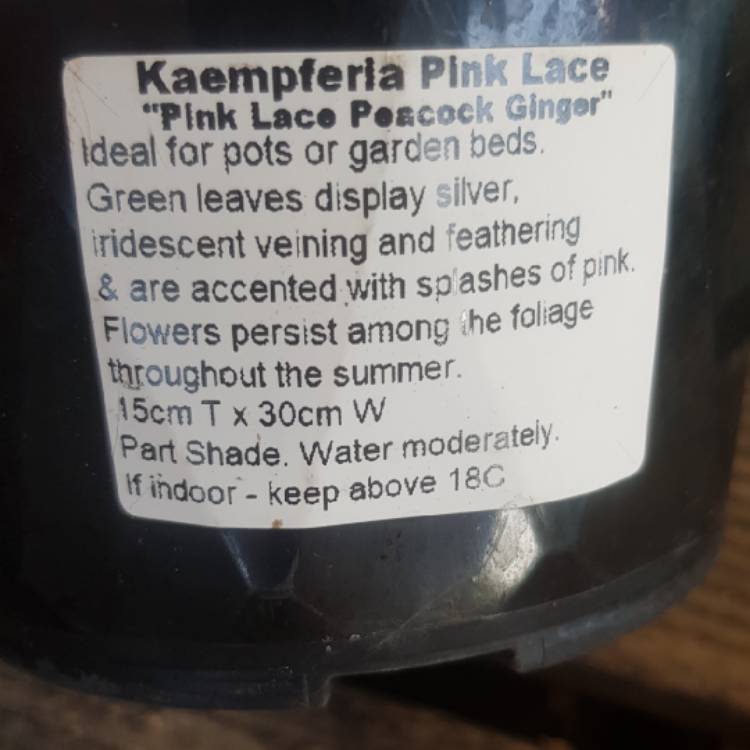 Kaempferia Pink Lace
"Pink Lace Peacock Ginger"
Ideal for pots or garden beds.
Green leaves display silver,
iridescent veining and feathering
& are accented with splashes of pink.
Flowers persist among the foliage
throughout the summer.
15cm T x 30cm W
Part Shade. Water moderately.
If indoor - keep above 18C